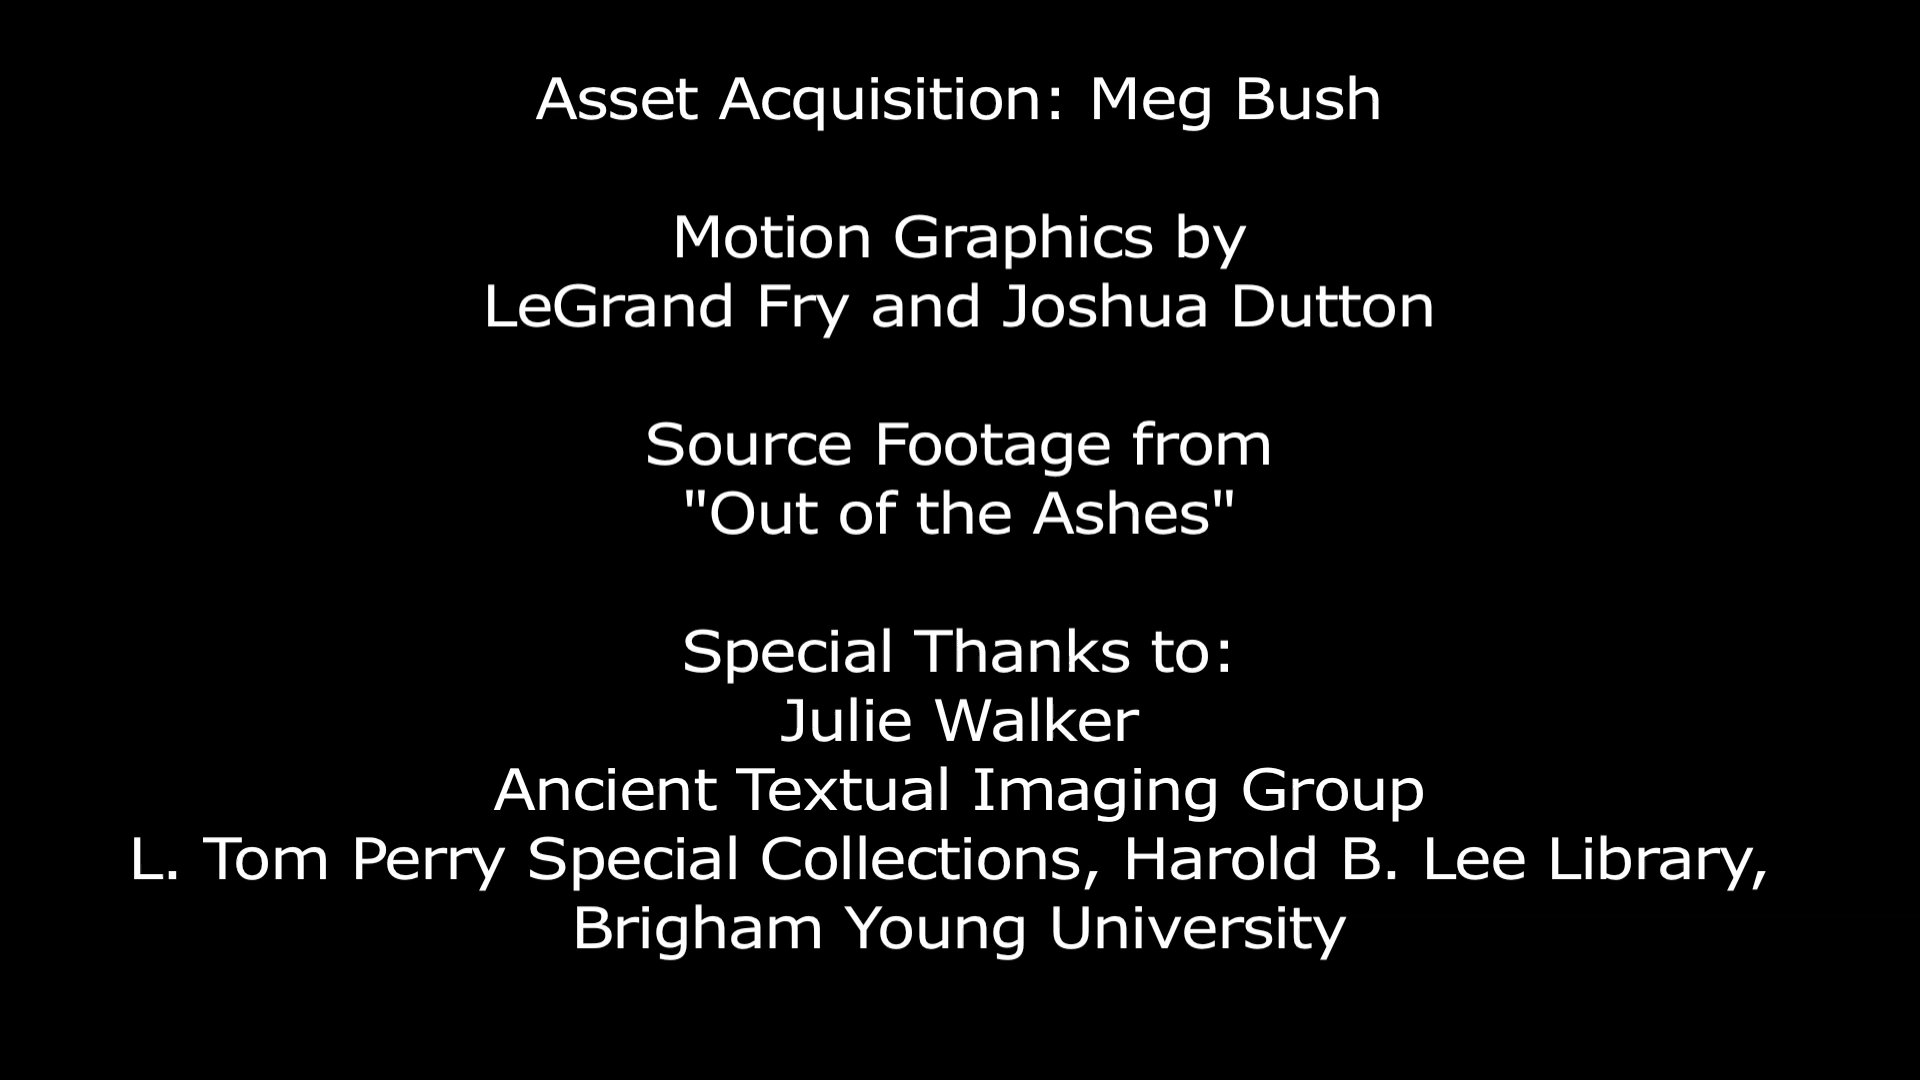 Asset Acquisition: Meg Bush
Motion Graphics by
LeGrand Fry and Joshua Dutton
Source Footage from
"Out of the Ashes"
Special Thanks to:
Julie Walker
Ancient Textual Imaging Group
L. Tom Perry Special Collections, Harold B. Lee Library,
Brigham Young University